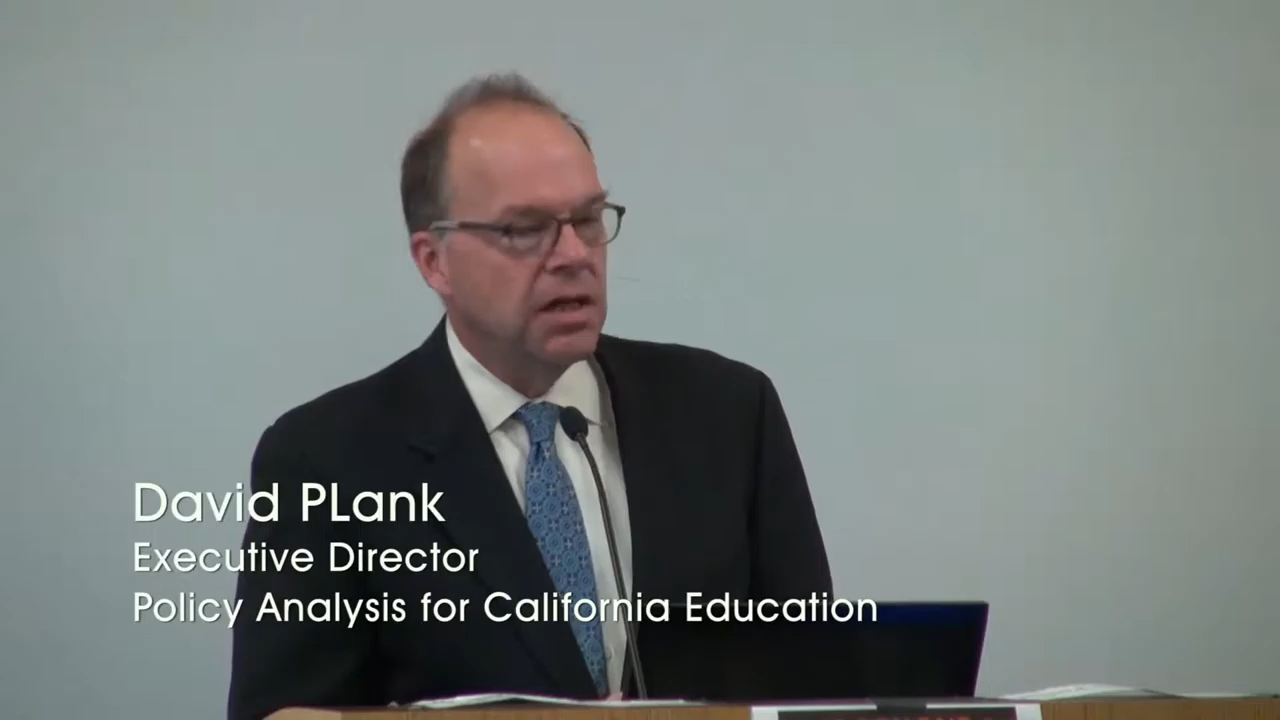 David PLank
Executive Director
Policy Analysis for California Education